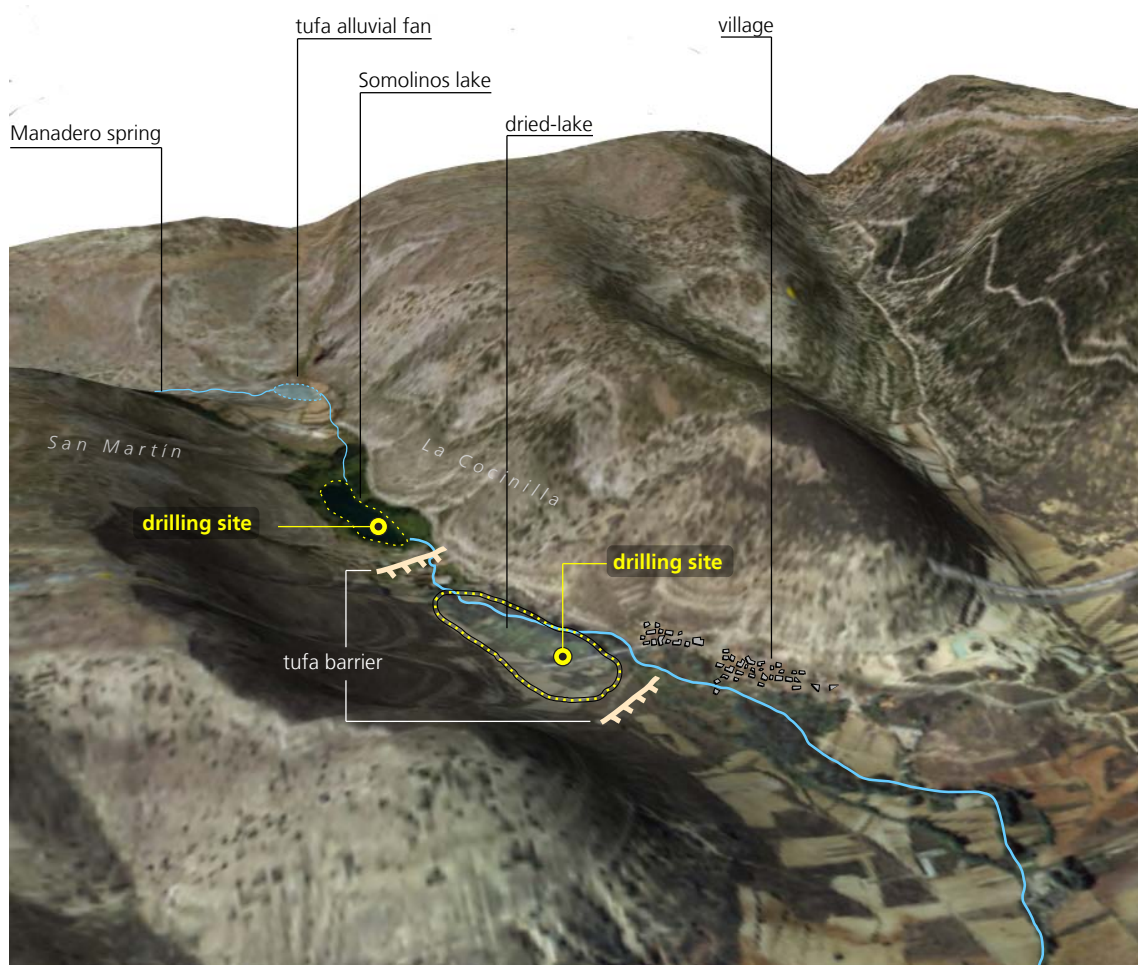 tufa alluvial fan
village
Somolinos lake
dried-lake
Manadero spring
San Martín
La Cocinilla
drilling site
drilling site
tufa barrier